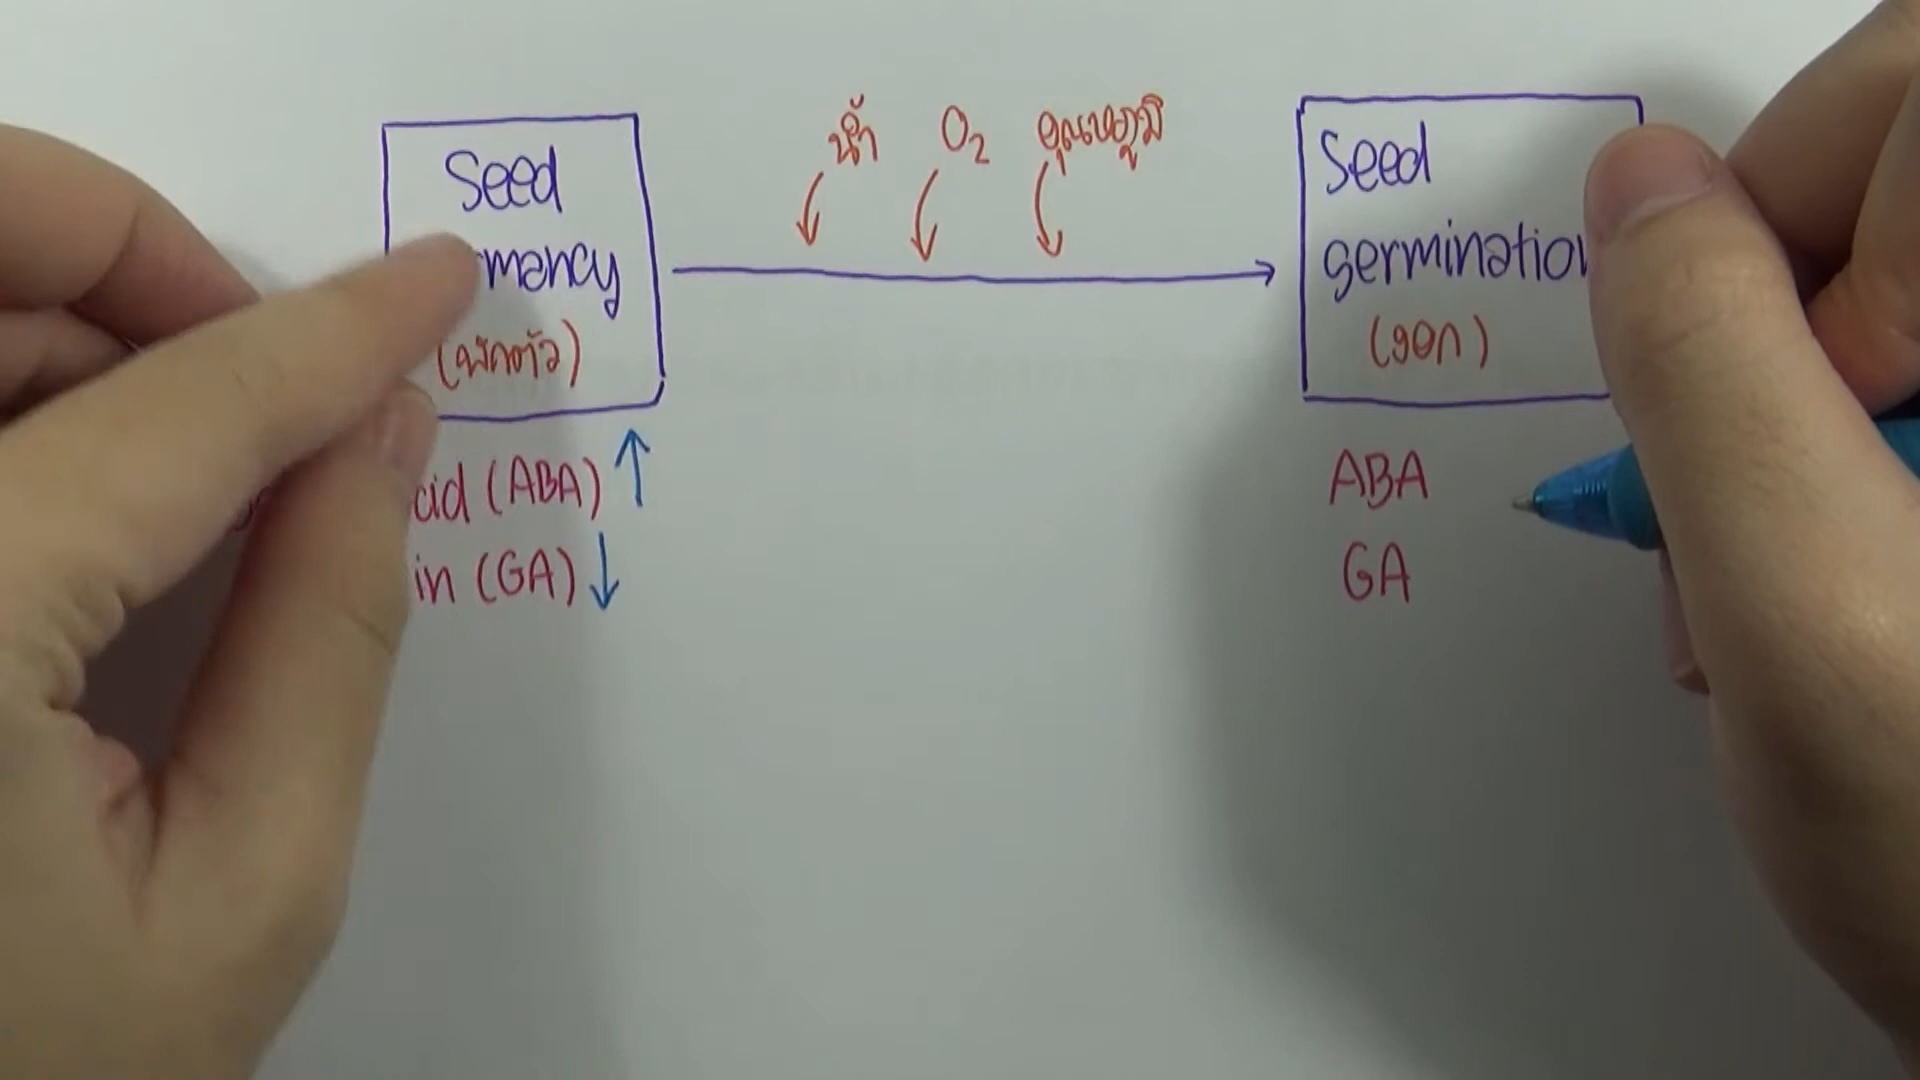 Seed
mancy
(พักตัว)
น้ำ O₂ อุณหภูมิ
Seed
germination
(งอก)
cid (ABA) ↑
in (GA) ↓
ABA
GA